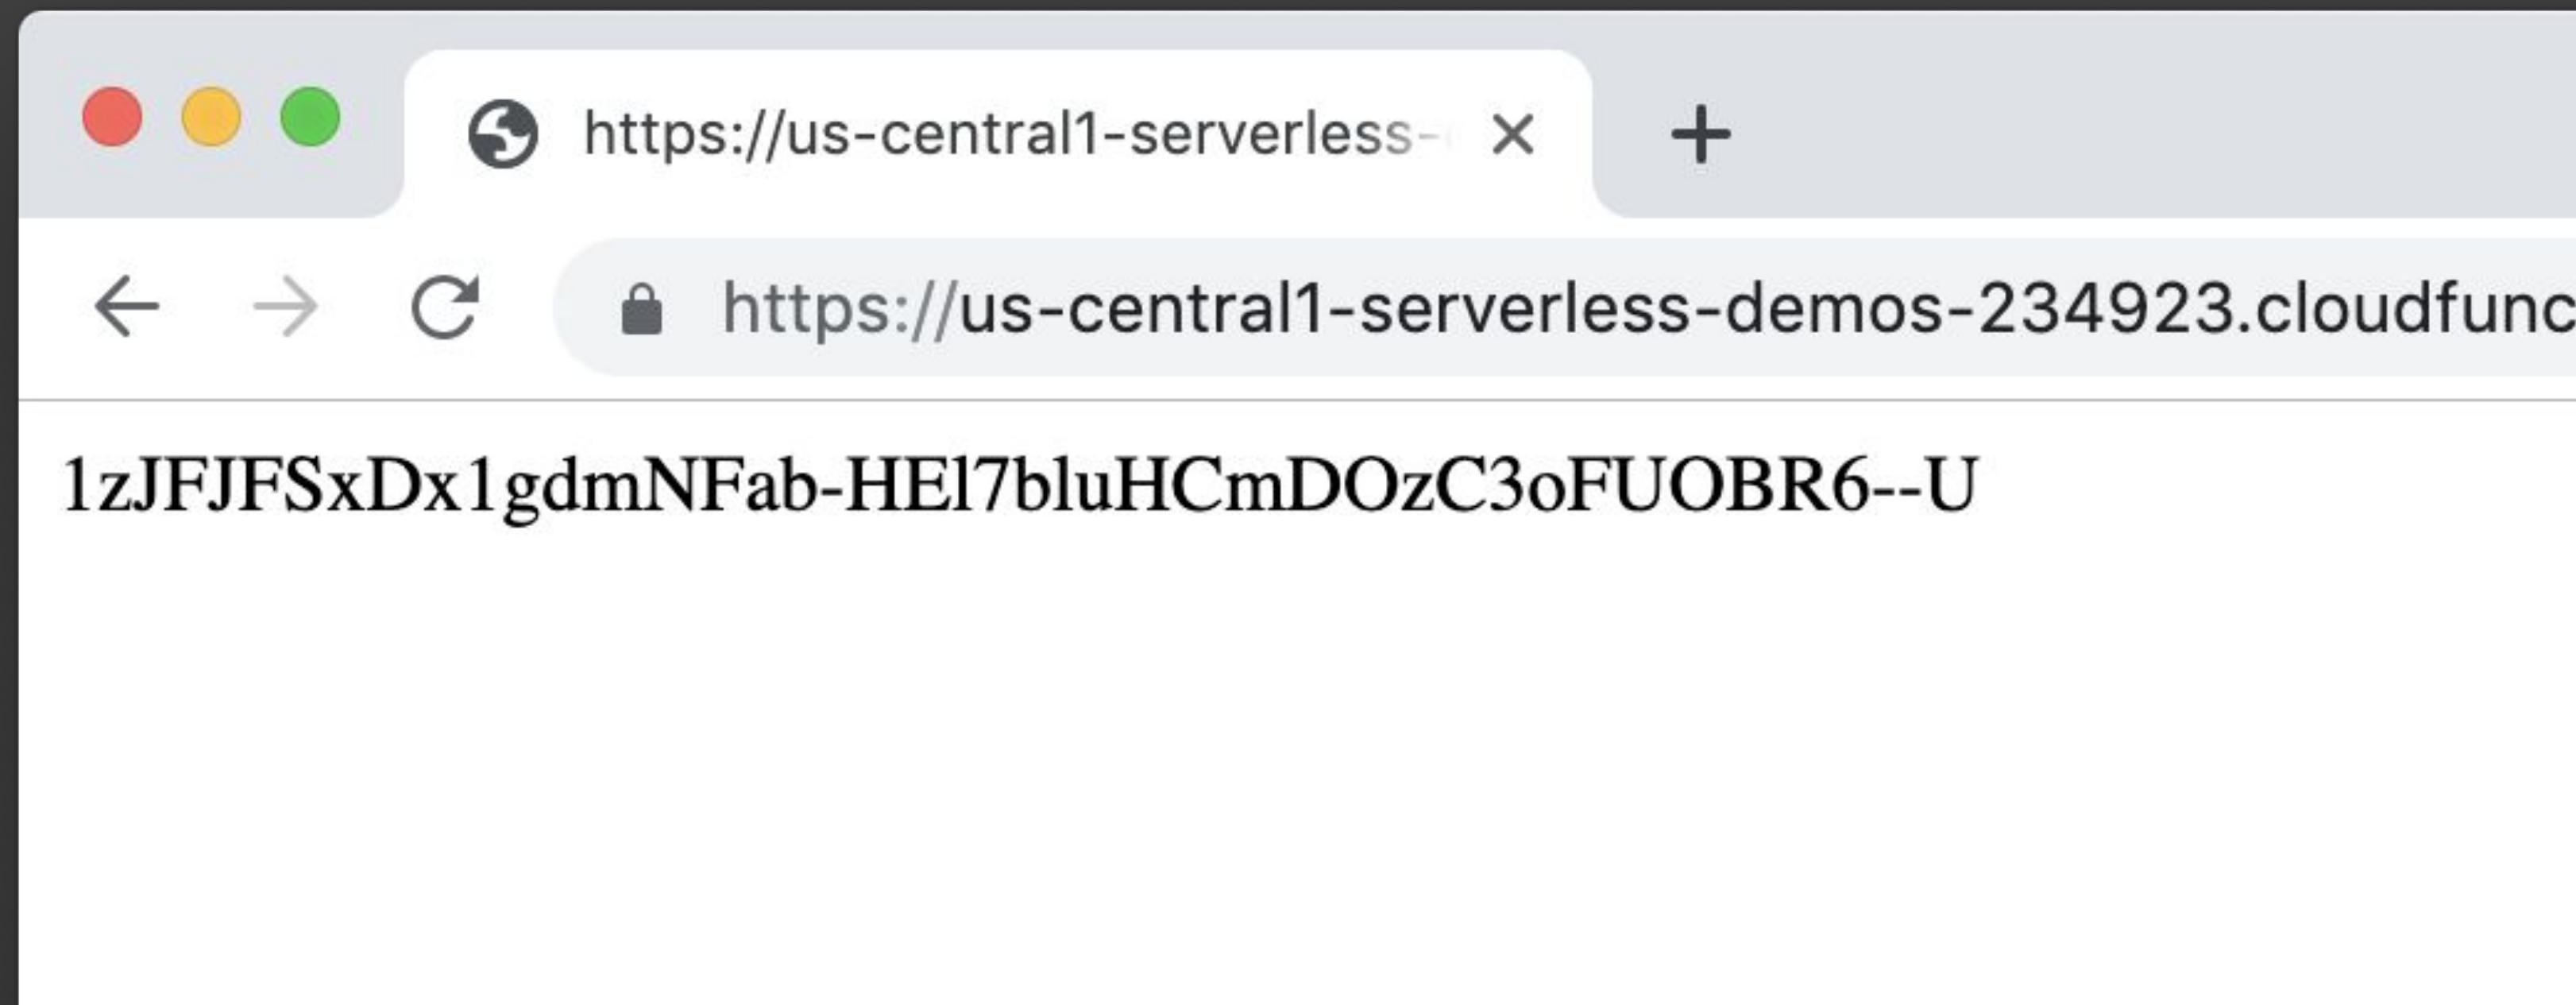 https://us-central1-serverless-
https://us-central1-serverless-demos-234923.cloudfunc
1zJFJFSxDx1gdmNFab-HEl7bluHCmDOzC3oFUOBR6--U